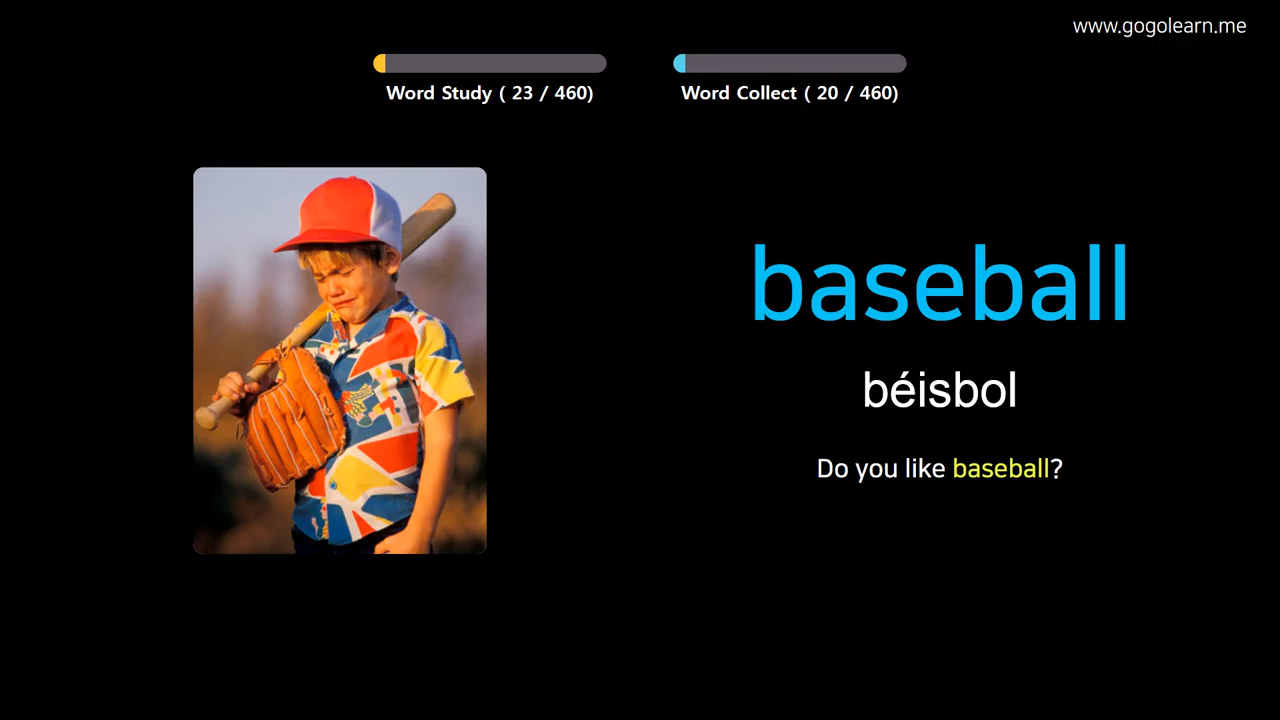 www.gogolearn.me
Word Study ( 23 / 460)
Word Collect ( 20 / 460)
baseball
béisbol
Do you like baseball?